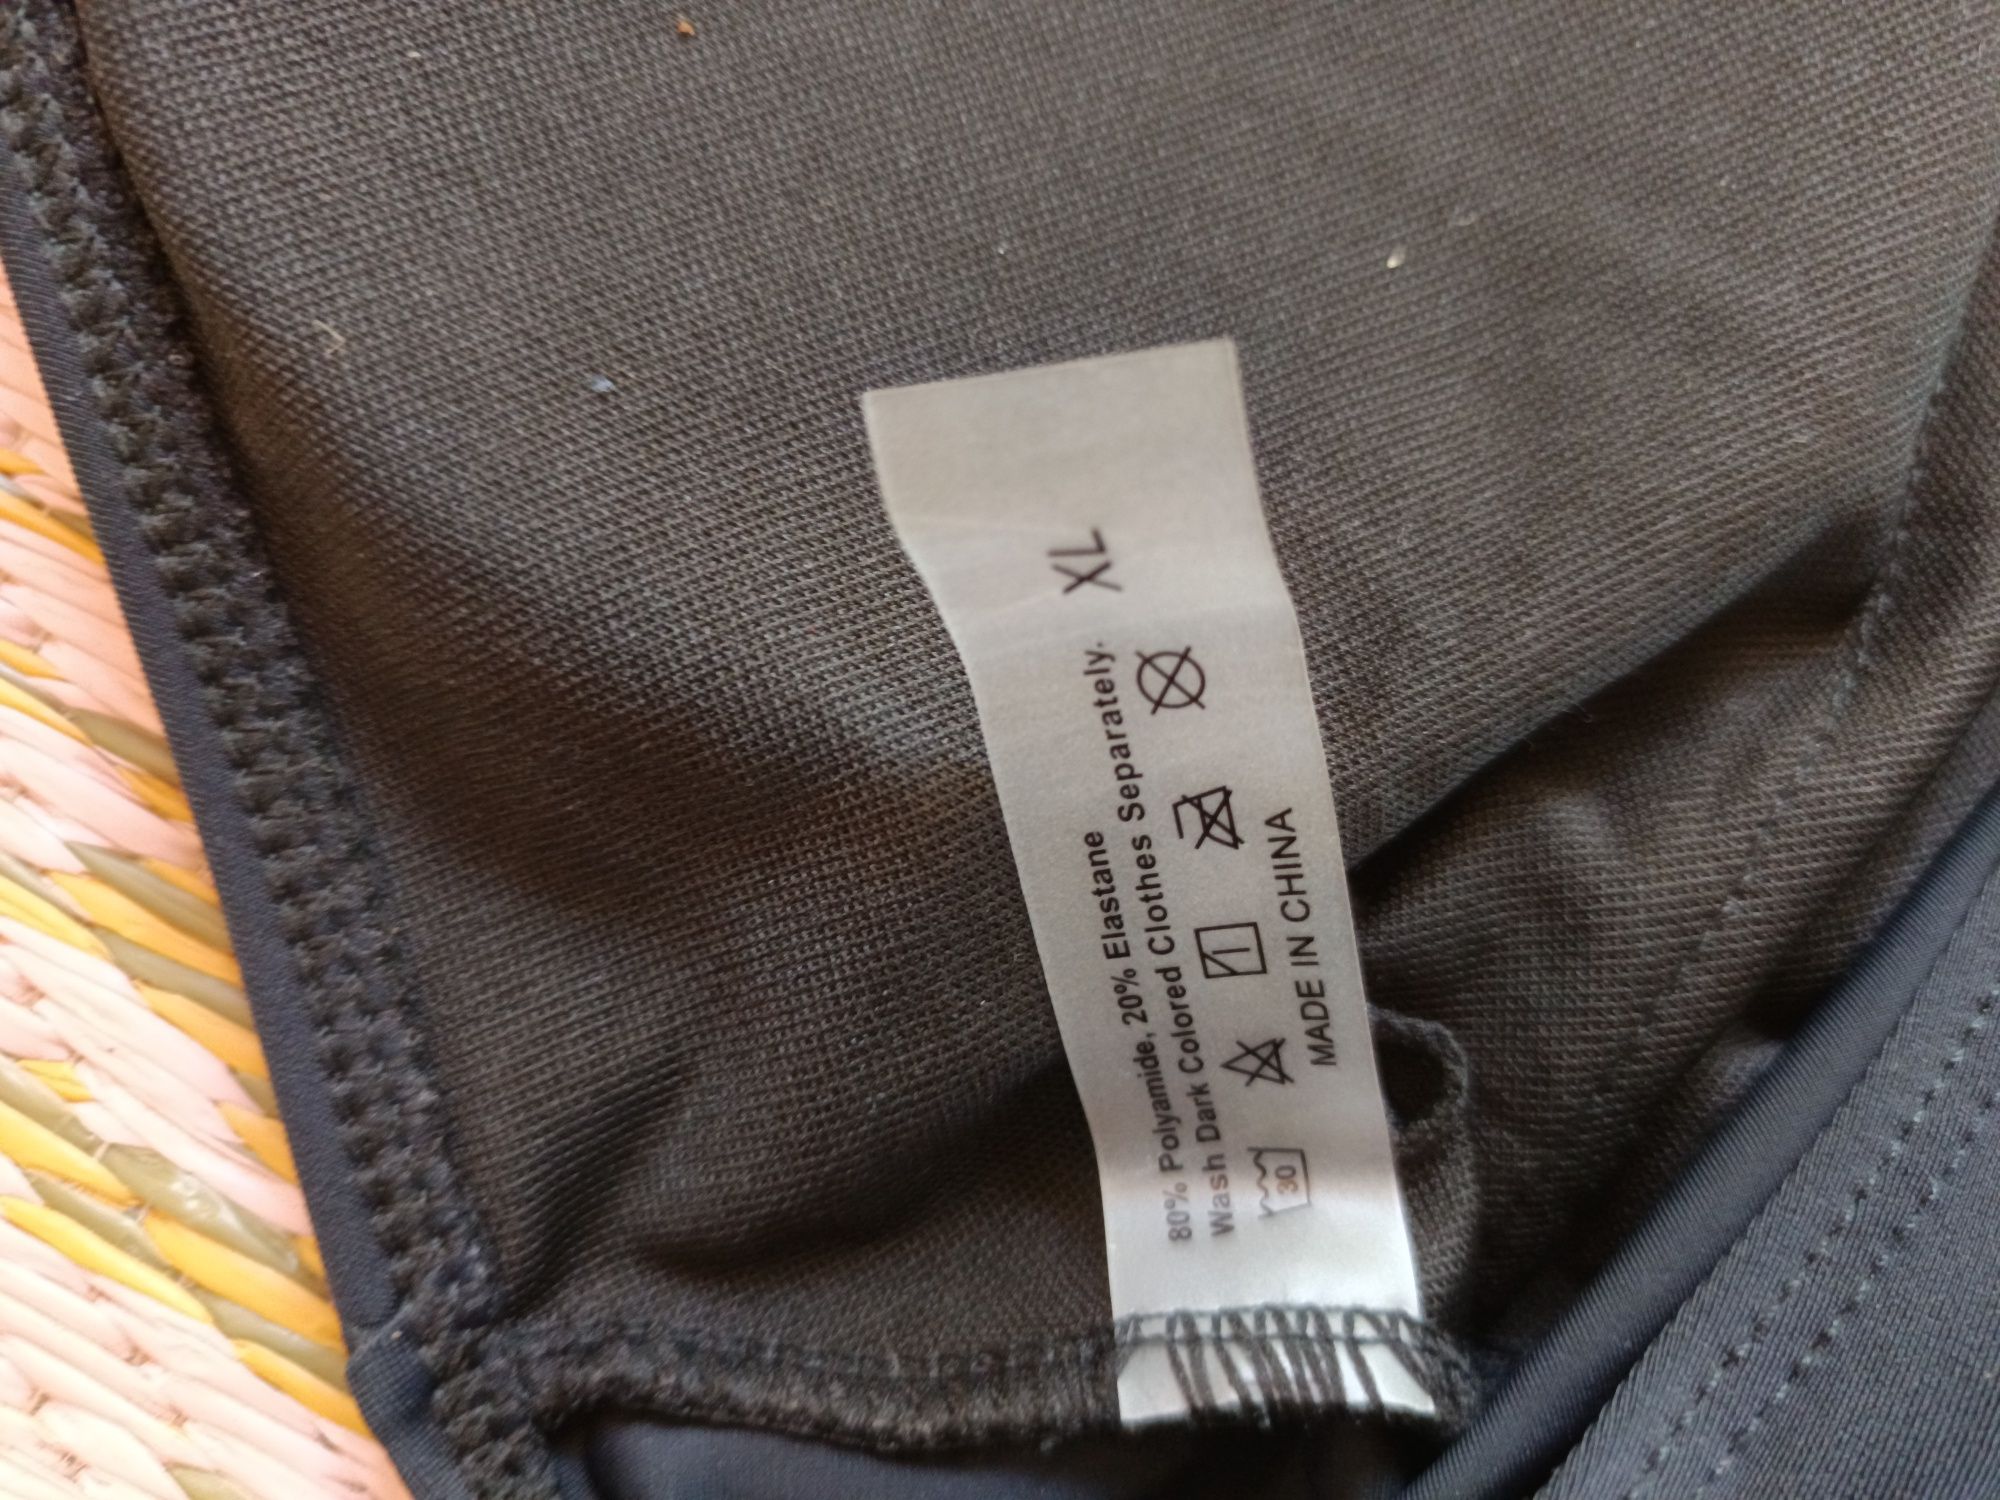 XL
80% Polyamide, 20% Elastane
Wash Dark Colored Clothes Separately.
30
MADE IN CHINA